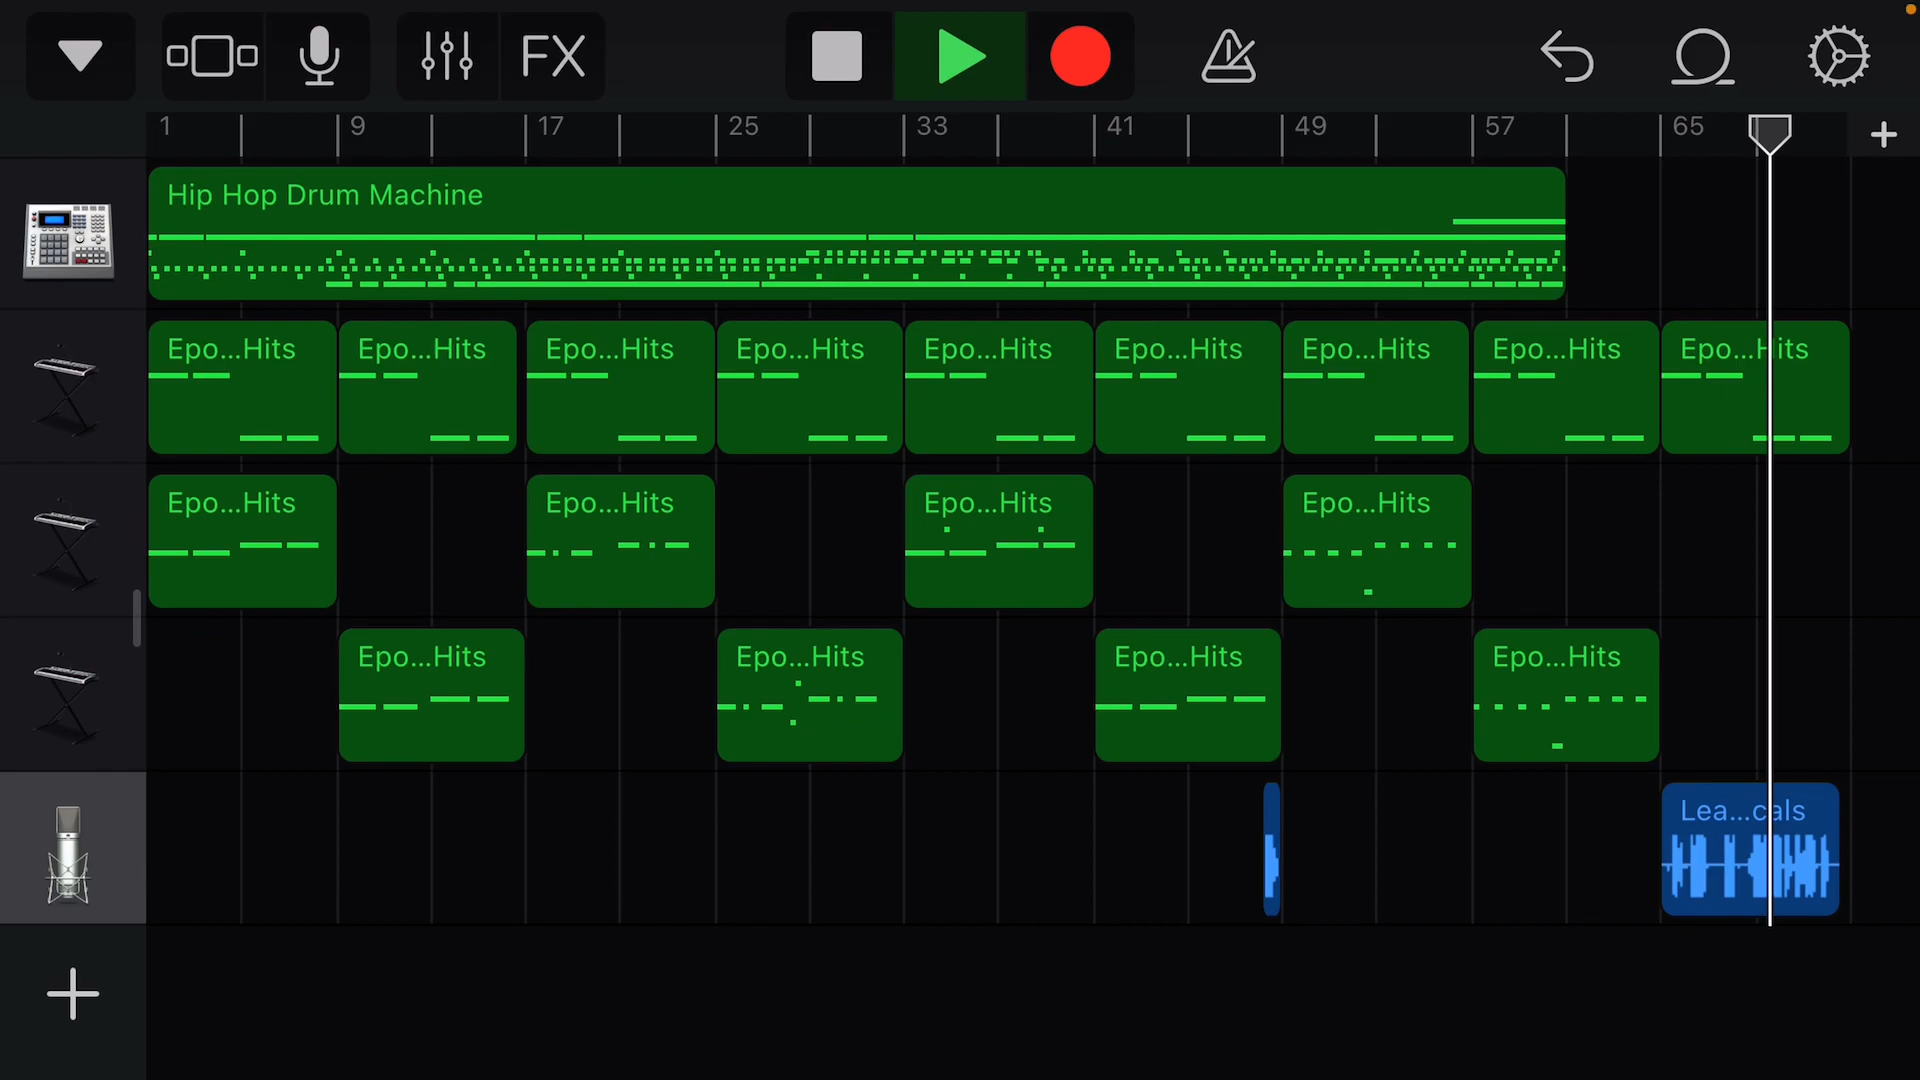 FX
1 9 17 25 33 41 49 57 65
Hip Hop Drum Machine
Epo...Hits Epo...Hits Epo...Hits Epo...Hits Epo...Hits Epo...Hits Epo...Hits Epo...Hits Epo...Hits
Epo...Hits Epo...Hits Epo...Hits Epo...Hits
Epo...Hits Epo...Hits Epo...Hits Epo...Hits
Lea...cals